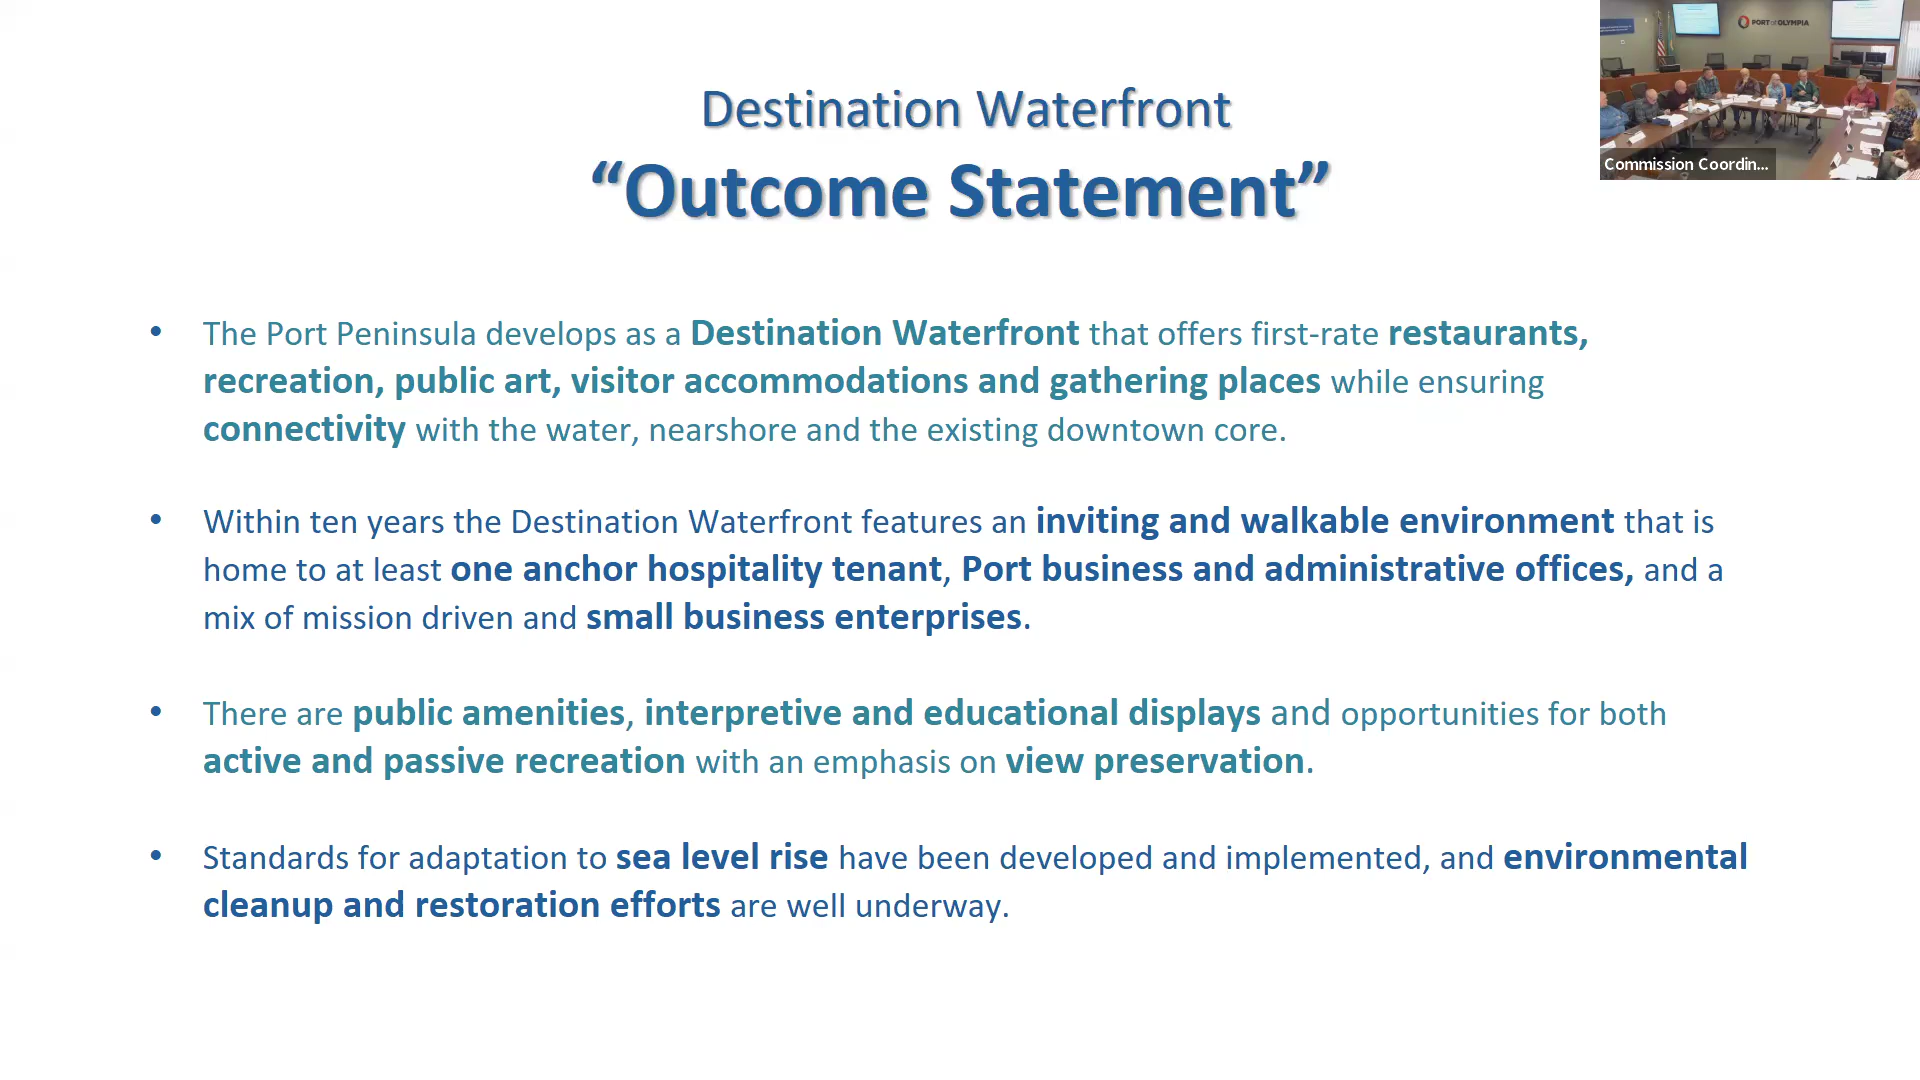 Destination Waterfront
“Outcome Statement”
PORT of OLYMPIA
Commission Coordin...
• The Port Peninsula develops as a Destination Waterfront that offers first-rate restaurants,
recreation, public art, visitor accommodations and gathering places while ensuring
connectivity with the water, nearshore and the existing downtown core.
• Within ten years the Destination Waterfront features an inviting and walkable environment that is
home to at least one anchor hospitality tenant, Port business and administrative offices, and a
mix of mission driven and small business enterprises.
• There are public amenities, interpretive and educational displays and opportunities for both
active and passive recreation with an emphasis on view preservation.
• Standards for adaptation to sea level rise have been developed and implemented, and environmental
cleanup and restoration efforts are well underway.